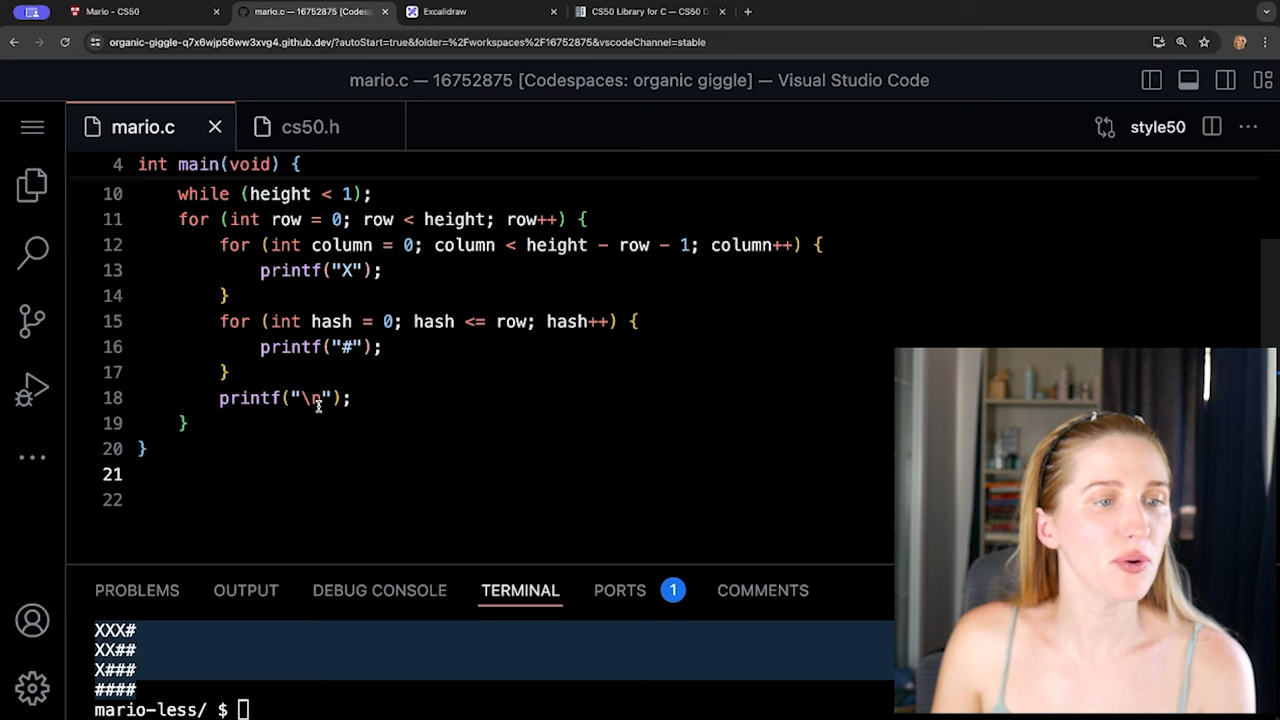 Mario - CS50
mario.c — 16752875 [Codesp
Excalidraw
CS50 Library for C — CS50 D
organic-giggle-q7x6wjp56ww3xvg4.github.dev/?autoStart=true&folder=%2Fworkspaces%2F16752875&vscodeChannel=stable
mario.c — 16752875 [Codespaces: organic giggle] — Visual Studio Code
mario.c
cs50.h
style50
4 int main(void) {
10 while (height < 1);
11 for (int row = 0; row < height; row++) {
12 for (int column = 0; column < height - row - 1; column++) {
13 printf("X");
14 }
15 for (int hash = 0; hash <= row; hash++) {
16 printf("#");
17 }
18 printf("\n");
19 }
20 }
21
22
PROBLEMS OUTPUT DEBUG CONSOLE TERMINAL PORTS 1 COMMENTS
XXX#
XX##
X###
####
mario-less/ $